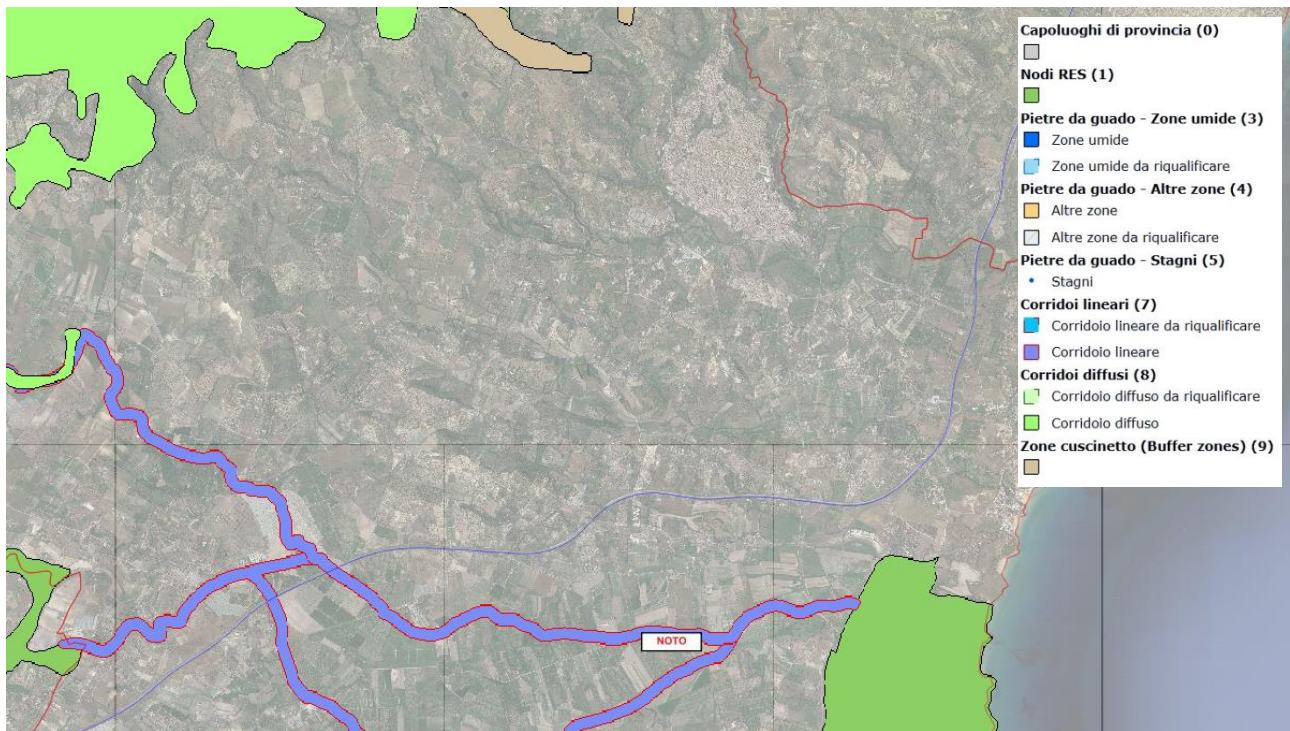 Capoluoghi di provincia (0)
Nodi RES (1)
Pietre da guado - Zone umide (3)
Zone umide
Zone umide da riqualificare
Pietre da guado - Altre zone (4)
Altre zone
Altre zone da riqualificare
Pietre da guado - Stagni (5)
Stagni
Corridoi lineari (7)
Corridoio lineare da riqualificare
Corridoio lineare
Corridoi diffusi (8)
Corridoio diffuso da riqualificare
Corridoio diffuso
Zone cuscinetto (Buffer zones) (9)
NOTO